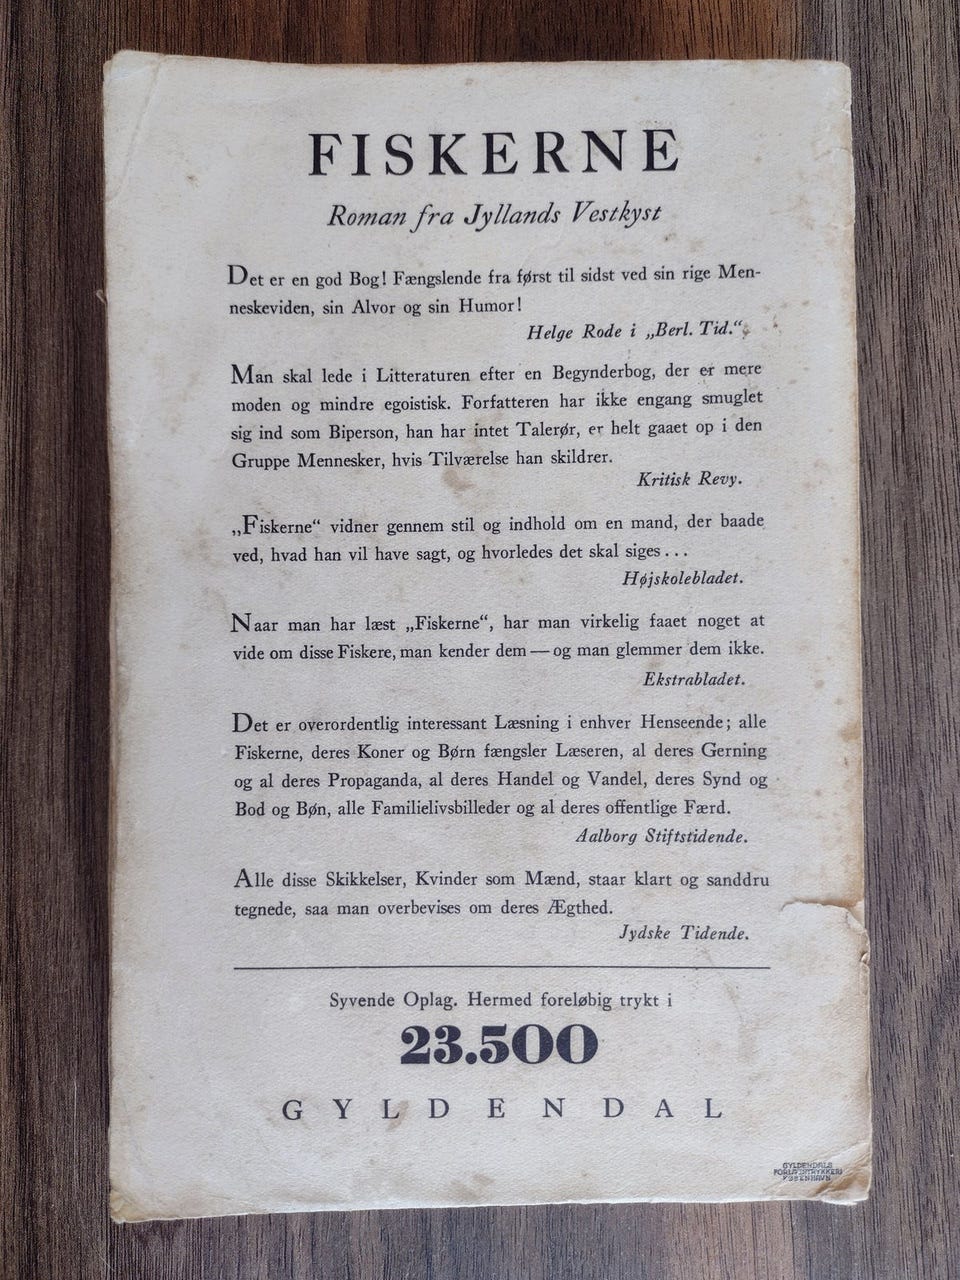 FISKERNE
Roman fra Jyllands Vestkyst
Det er en god Bog! Fængslende fra først til sidst ved sin rige Men-
neskeviden, sin Alvor og sin Humor!
Helge Rode i „Berl. Tid.“
Man skal lede i Litteraturen efter en Begynderbog, der er mere
moden og mindre egoistisk. Forfatteren har ikke engang smuglet
sig ind som Biperson, han har intet Talerør, er helt gaaet op i den
Gruppe Mennesker, hvis Tilværelse han skildrer.
Kritisk Revy.
„Fiskerne“ vidner gennem stil og indhold om en mand, der baade
ved, hvad han vil have sagt, og hvorledes det skal siges...
Højskolebladet.
Naar man har læst „Fiskerne“, har man virkelig faaet noget at
vide om disse Fiskere, man kender dem — og man glemmer dem ikke.
Ekstrabladet.
Det er overordentlig interessant Læsning i enhver Henseende; alle
Fiskerne, deres Koner og Børn fængsler Læseren, al deres Gerning
og al deres Propaganda, al deres Handel og Vandel, deres Synd og
Bod og Bøn, alle Familielivsbilleder og al deres offentlige Færd.
Aalborg Stiftstidende.
Alle disse Skikkelser, Kvinder som Mænd, staar klart og sanddru
tegnede, saa man overbevises om deres Ægthed.
Jydske Tidende.
Syvende Oplag. Hermed foreløbig trykt i
23.500
GYLDENDAL
GYLDENDALS
FORLAGSTRYKKERI
KØBENHAVN